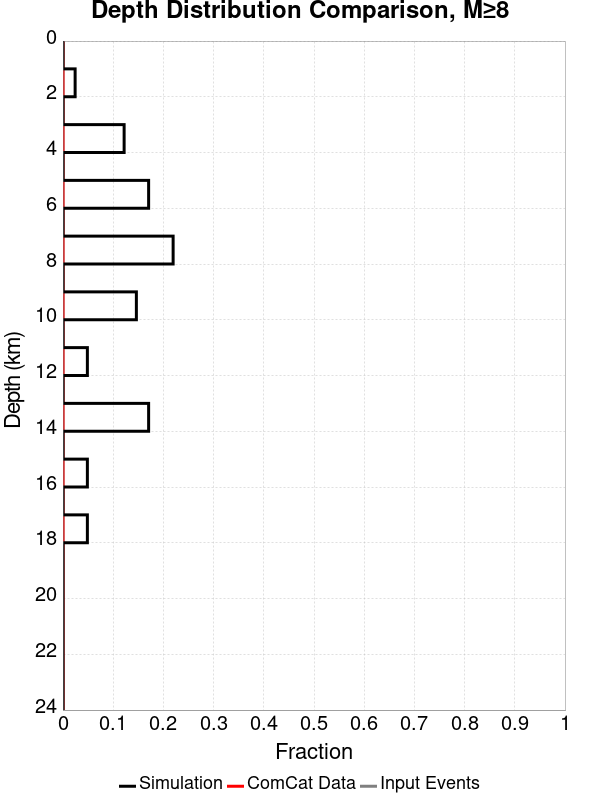 Depth Distribution Comparison, M≥8
0
2
4
6
8
10
12
14
16
18
20
22
24
Depth (km)
0 0.1 0.2 0.3 0.4 0.5 0.6 0.7 0.8 0.9 1
Fraction
Simulation ComCat Data Input Events